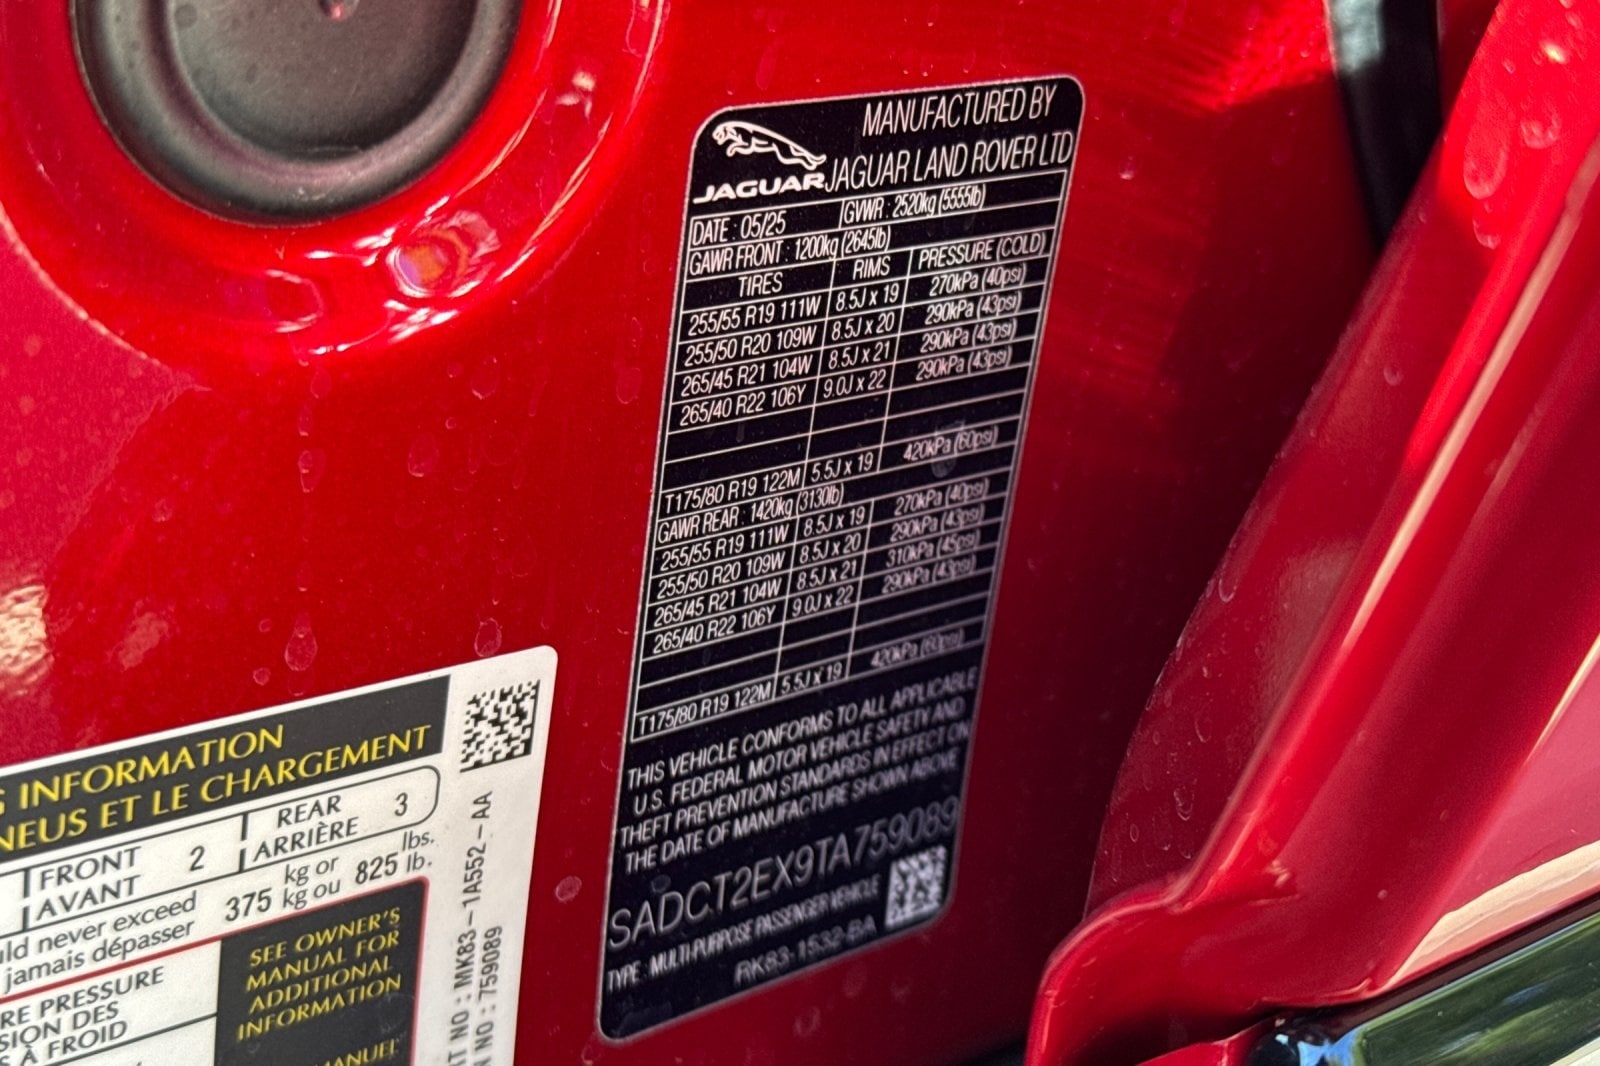 JAGUAR
MANUFACTURED BY
JAGUAR LAND ROVER LTD
DATE : 05/25 GVWR : 2520kg (5555lb)
GAWR FRONT : 1200kg (2645lb)
TIRES RIMS PRESSURE (COLD)
255/55 R19 111W 8.5J x 19 270kPa (40psi)
255/50 R20 109W 8.5J x 20 290kPa (43psi)
265/45 R21 104W 8.5J x 21 290kPa (43psi)
265/40 R22 106Y 9.0J x 22 290kPa (43psi)
T175/80 R19 122M 5.5J x 19 420kPa (60psi)
GAWR REAR : 1420kg (3130lb)
255/55 R19 111W 8.5J x 19 270kPa (40psi)
255/50 R20 109W 8.5J x 20 290kPa (43psi)
265/45 R21 104W 8.5J x 21 310kPa (45psi)
265/40 R22 106Y 9.0J x 22 290kPa (43psi)
T175/80 R19 122M 5.5J x 19 420kPa (60psi)
THIS VEHICLE CONFORMS TO ALL APPLICABLE
U.S. FEDERAL MOTOR VEHICLE SAFETY AND
THEFT PREVENTION STANDARDS IN EFFECT ON
THE DATE OF MANUFACTURE SHOWN ABOVE
SADCT2EX9TA759089
TYPE : MULTI-PURPOSE PASSENGER VEHICLE
RK83-1532-BA
INFORMATION
ET LE CHARGEMENT
FRONT 2 REAR 3
AVANT ARRIÈRE
never exceed 375 kg or 825 lbs.
jamais dépasser kg ou lb.
PRESSURE
DES
À FROID
SEE OWNER'S
MANUAL FOR
ADDITIONAL
INFORMATION
MANUEL
NO : MK83-1A552-AA
NO : 759089